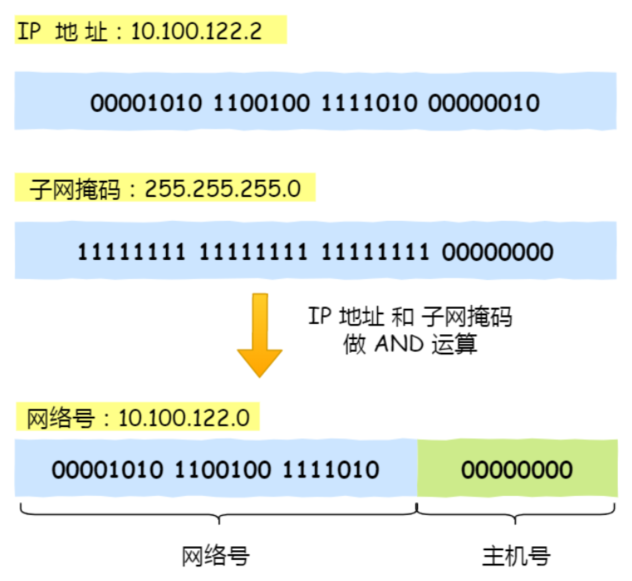 IP 地 址：10.100.122.2
00001010 1100100 1111010 00000010
子网掩码：255.255.255.0
11111111 11111111 11111111 00000000
IP 地址 和 子网掩码
做 AND 运算
网络号：10.100.122.0
00001010 1100100 1111010 00000000
网络号 主机号